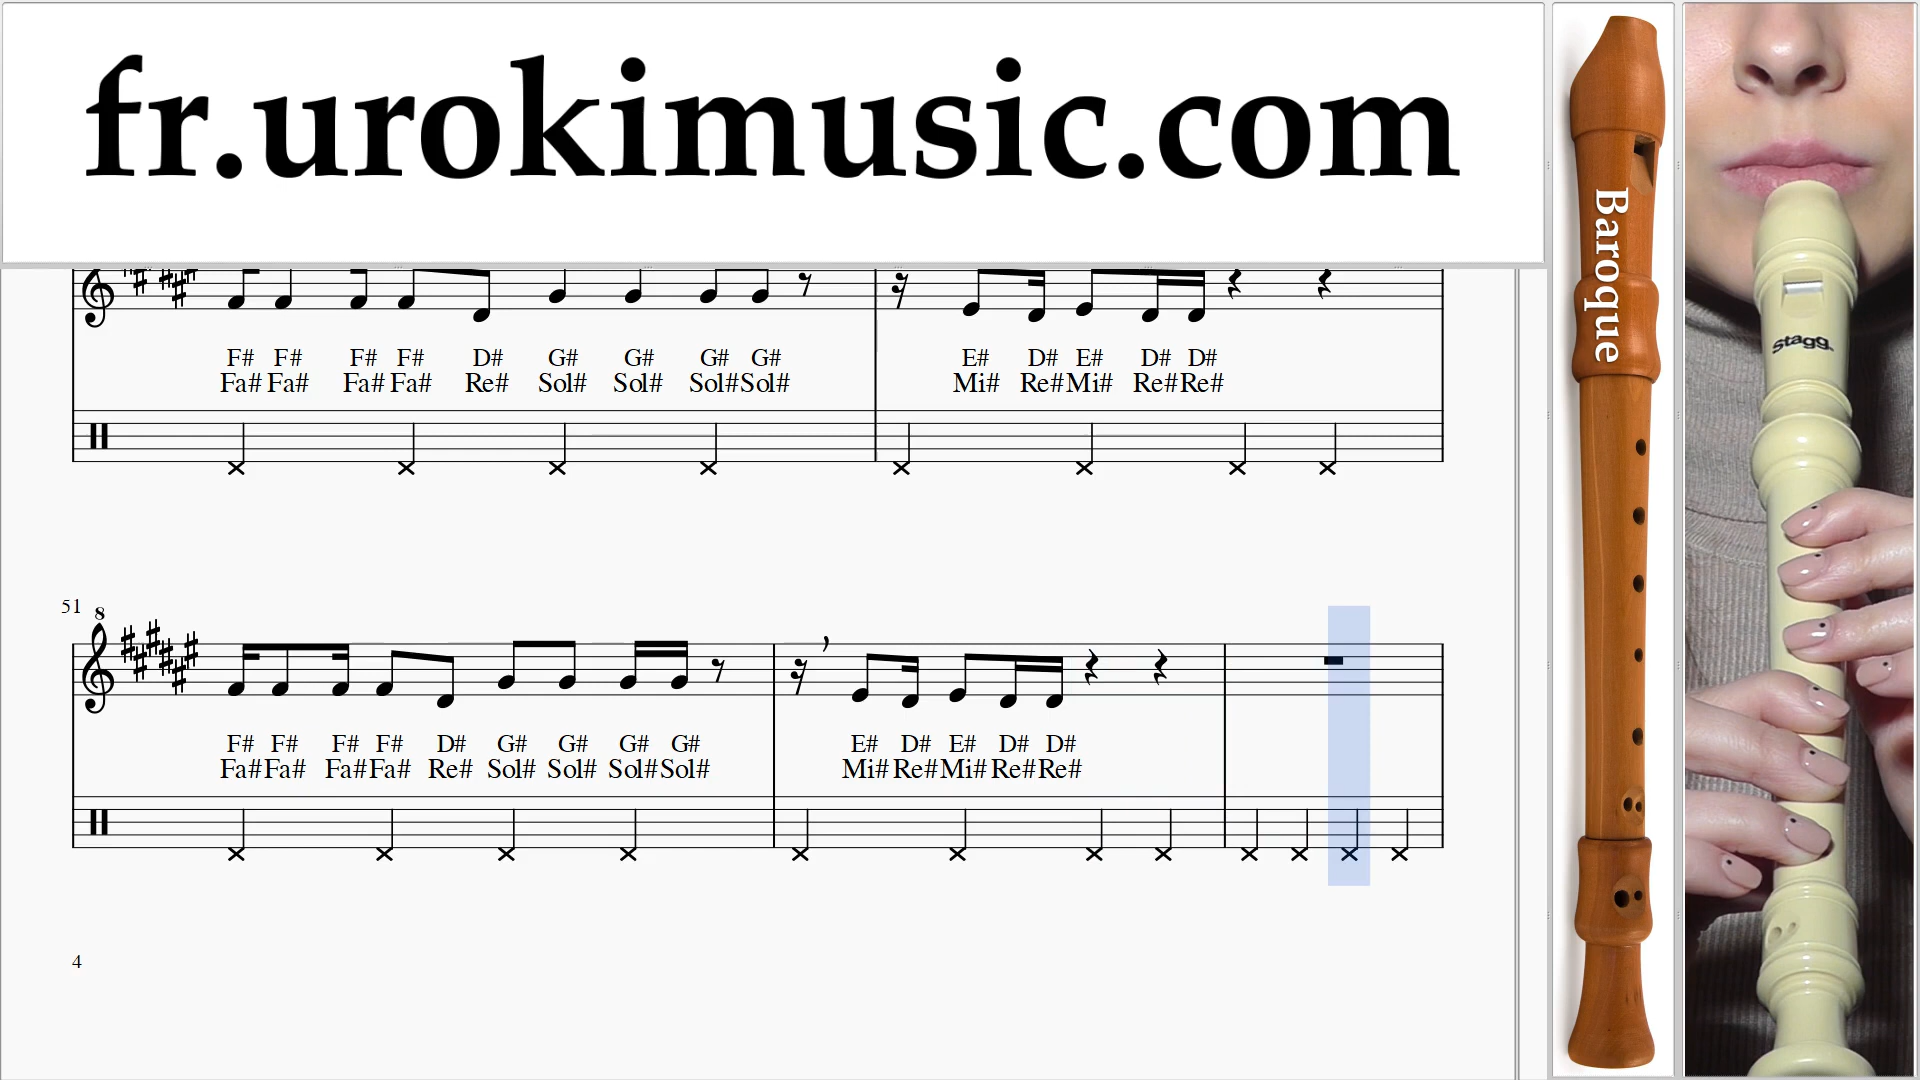 fr.urokimusic.com
F# F# F# F# D# G# G# G# G# E# D# E# D# D#
Fa# Fa# Fa# Fa# Re# Sol# Sol# Sol# Sol# Mi# Re# Mi# Re# Re#
51
8
F# F# F# F# D# G# G# G# G# E# D# E# D# D#
Fa# Fa# Fa# Fa# Re# Sol# Sol# Sol# Sol# Mi# Re# Mi# Re# Re#
4
Baroque
Stagg